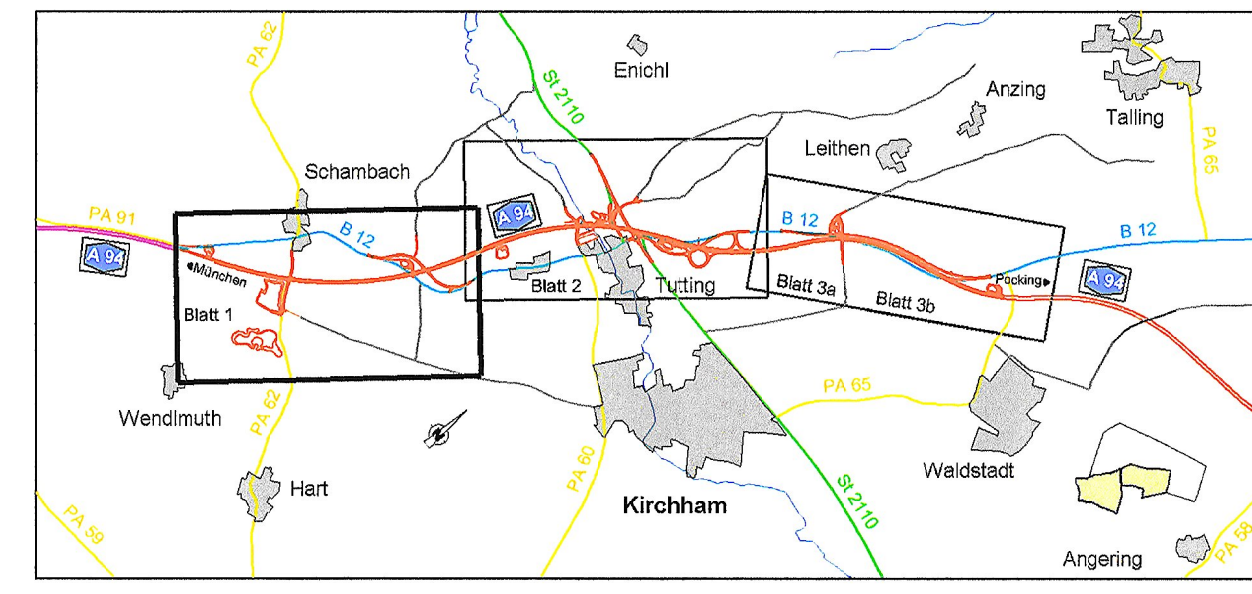 PA 62
Enichl
St 2110
Anzing
Talling
Leithen
PA 65
Schambach
PA 91
A 94
B 12
A 94
B 12
B 12
A 94
München
Pocking
Blatt 1
Blatt 2
Tutting
Blatt 3a
Blatt 3b
Wendlmuth
PA 62
PA 65
Hart
PA 60
Kirchham
Waldstadt
St 2110
PA 59
Angering
PA 58